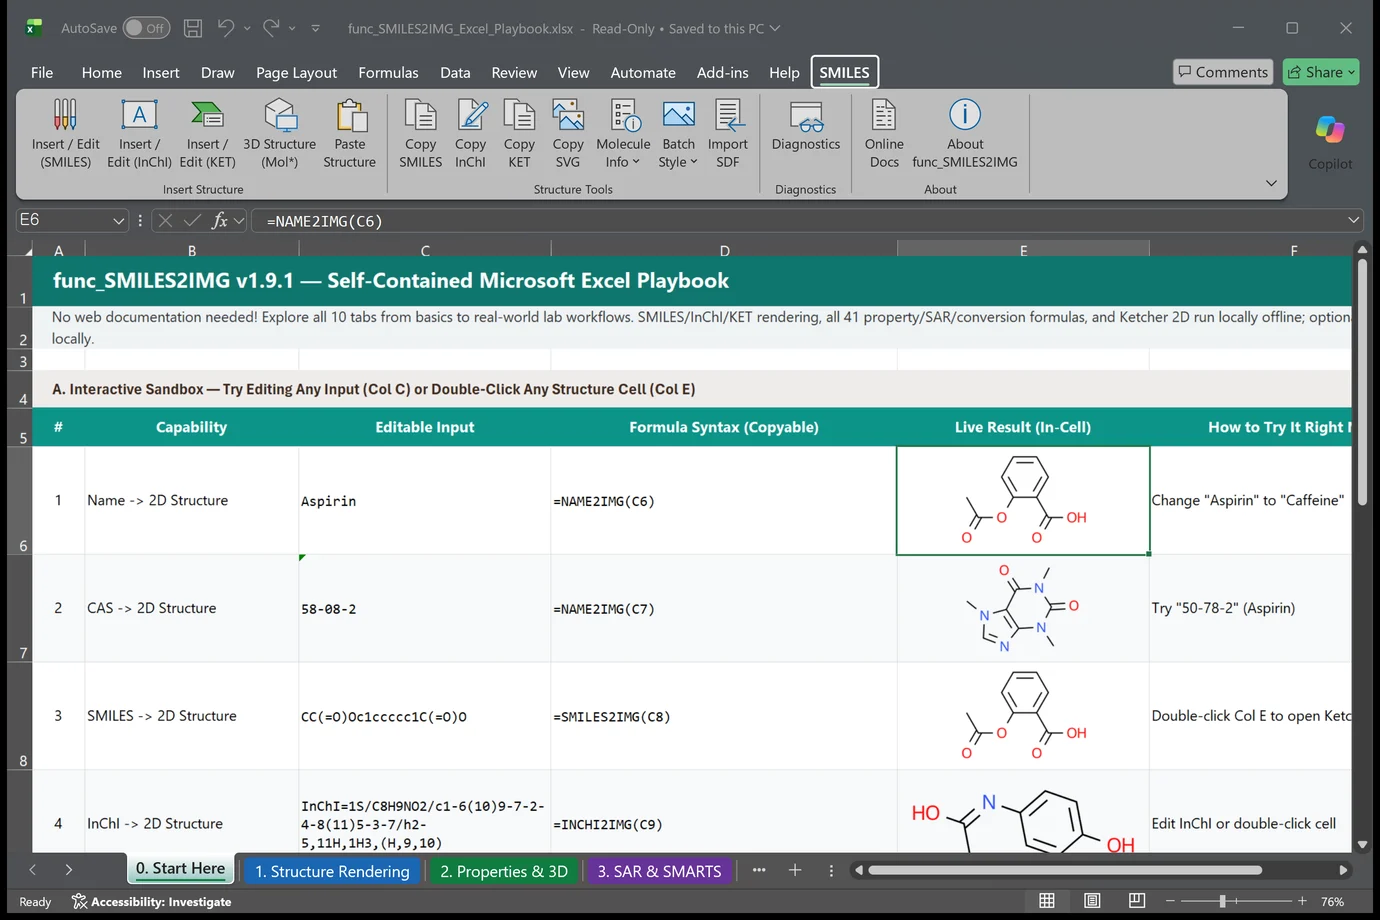 AutoSave Off func_SMILES2IMG_Excel_Playbook.xlsx - Read-Only • Saved to this PC
File Home Insert Draw Page Layout Formulas Data Review View Automate Add-ins Help SMILES Comments Share
Insert / Edit (SMILES)
Insert / Edit (InChI)
Insert / Edit (KET)
3D Structure (Mol*)
Paste Structure
Copy SMILES
Copy InChI
Copy KET
Copy SVG
Molecule Info
Batch Style
Import SDF
Diagnostics
Online Docs
About func_SMILES2IMG
Copilot
Insert Structure Structure Tools Diagnostics About
E6 fx =NAME2IMG(C6)
A B C D E F
1 func_SMILES2IMG v1.9.1 — Self-Contained Microsoft Excel Playbook
No web documentation needed! Explore all 10 tabs from basics to real-world lab workflows. SMILES/InChI/KET rendering, all 41 property/SAR/conversion formulas, and Ketcher 2D run locally offline; option
2 locally.
3
4 A. Interactive Sandbox — Try Editing Any Input (Col C) or Double-Click Any Structure Cell (Col E)
5 # Capability Editable Input Formula Syntax (Copyable) Live Result (In-Cell) How to Try It Right
6 1 Name -> 2D Structure Aspirin =NAME2IMG(C6) O O O OH Change "Aspirin" to "Caffeine"
7 2 CAS -> 2D Structure 58-08-2 =NAME2IMG(C7) O N O N N N Try "50-78-2" (Aspirin)
8 3 SMILES -> 2D Structure CC(=O)Oc1ccccc1C(=O)O =SMILES2IMG(C8) O O O OH Double-click Col E to open Ketc
4 InChI -> 2D Structure InChI=1S/C8H9NO2/c1-6(10)9-7-2-
4-8(11)5-3-7/h2-
5,11H,1H3,(H,9,10) =INCHI2IMG(C9) HO N OH Edit InChI or double-click cell
0. Start Here 1. Structure Rendering 2. Properties & 3D 3. SAR & SMARTS
Ready Accessibility: Investigate 76%